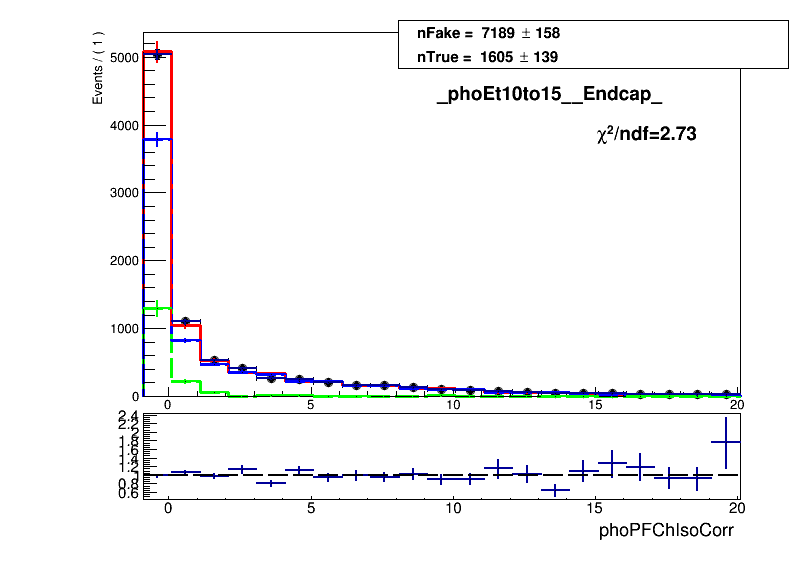 nFake = 7189 ± 158
nTrue = 1605 ± 139
_phoEt10to15__Endcap_
χ²/ndf=2.73
Events / ( 1 )
5000
4000
3000
2000
1000
0
0 5 10 15 20
2.4
2.2
2
1.8
1.6
1.4
1.2
1
0.8
0.6
0 5 10 15 20
phoPFChIsoCorr